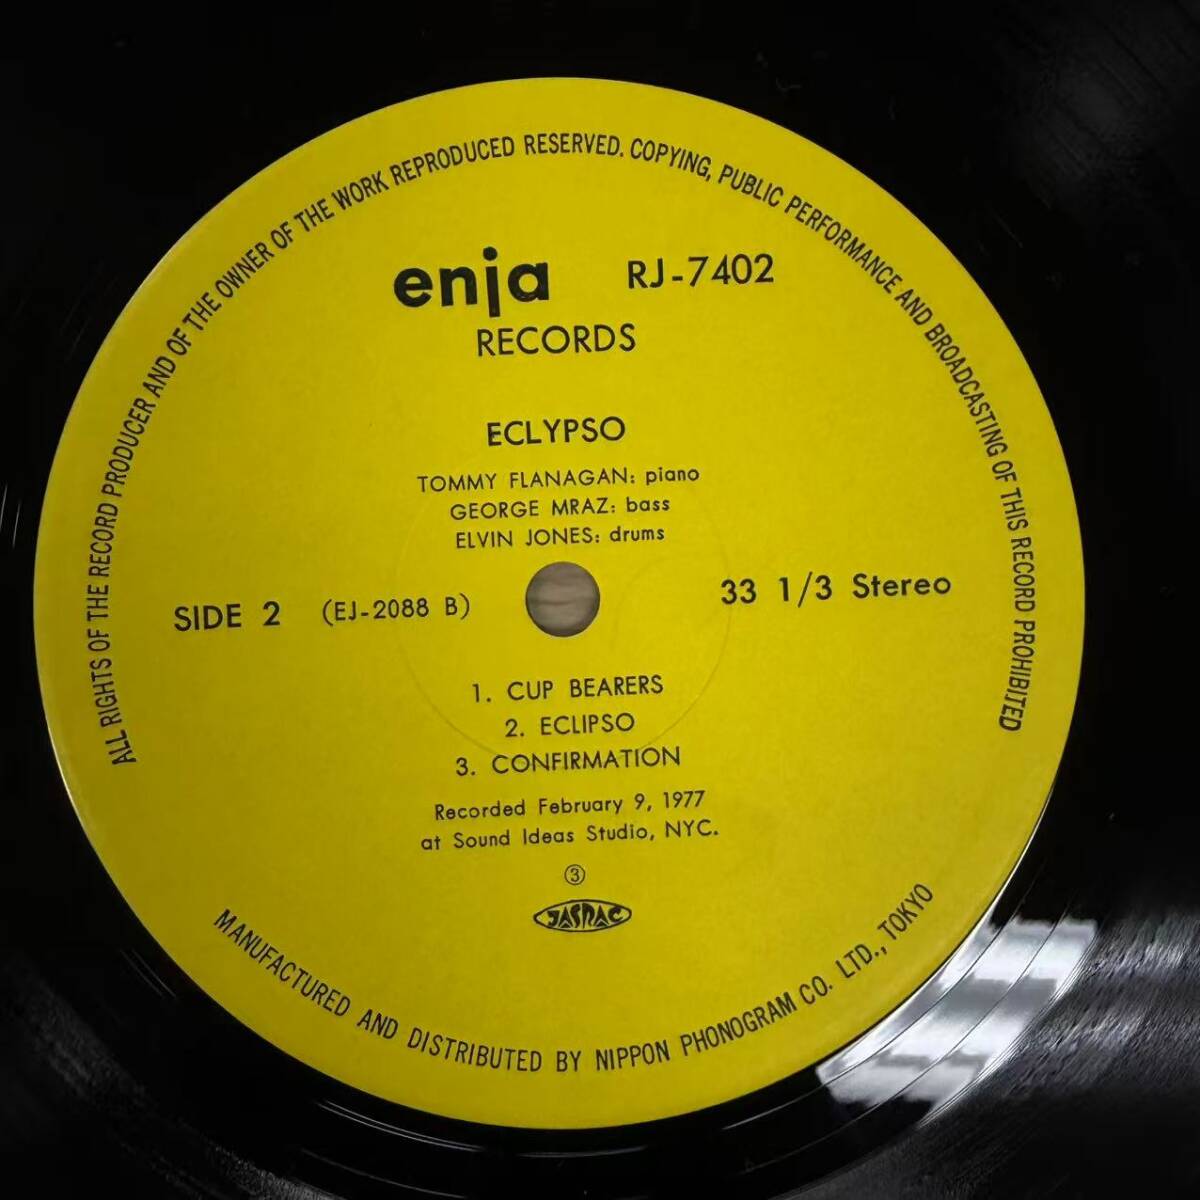 ALL RIGHTS OF THE RECORD PRODUCER AND OF THE OWNER OF THE WORK REPRODUCED RESERVED. COPYING, PUBLIC PERFORMANCE AND BROADCASTING OF THIS RECORD PROHIBITED
enja RJ-7402
RECORDS
ECLYPSO
TOMMY FLANAGAN: piano
GEORGE MRAZ: bass
ELVIN JONES: drums
SIDE 2 (EJ-2088 B) 33 1/3 Stereo
1. CUP BEARERS
2. ECLIPSO
3. CONFIRMATION
Recorded February 9, 1977
at Sound Ideas Studio, NYC.
③
JASRAC
MANUFACTURED AND DISTRIBUTED BY NIPPON PHONOGRAM CO. LTD., TOKYO